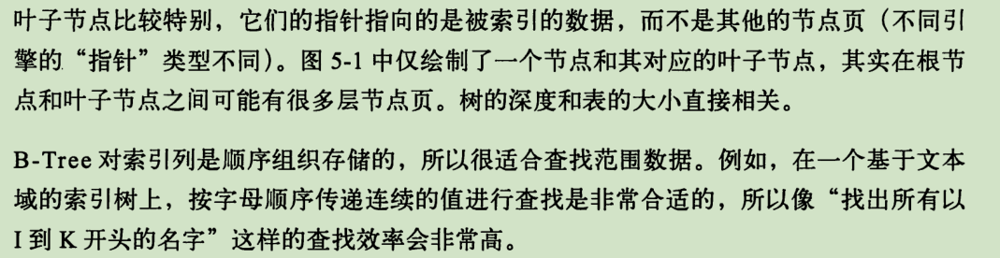 叶子节点比较特别，它们的指针指向的是被索引的数据，而不是其他的节点页（不同引
擎的“指针”类型不同）。图 5-1 中仅绘制了一个节点和其对应的叶子节点，其实在根节
点和叶子节点之间可能有很多层节点页。树的深度和表的大小直接相关。
B-Tree 对索引列是顺序组织存储的，所以很适合查找范围数据。例如，在一个基于文本
域的索引树上，按字母顺序传递连续的值进行查找是非常合适的，所以像“找出所有以
I 到 K 开头的名字”这样的查找效率会非常高。